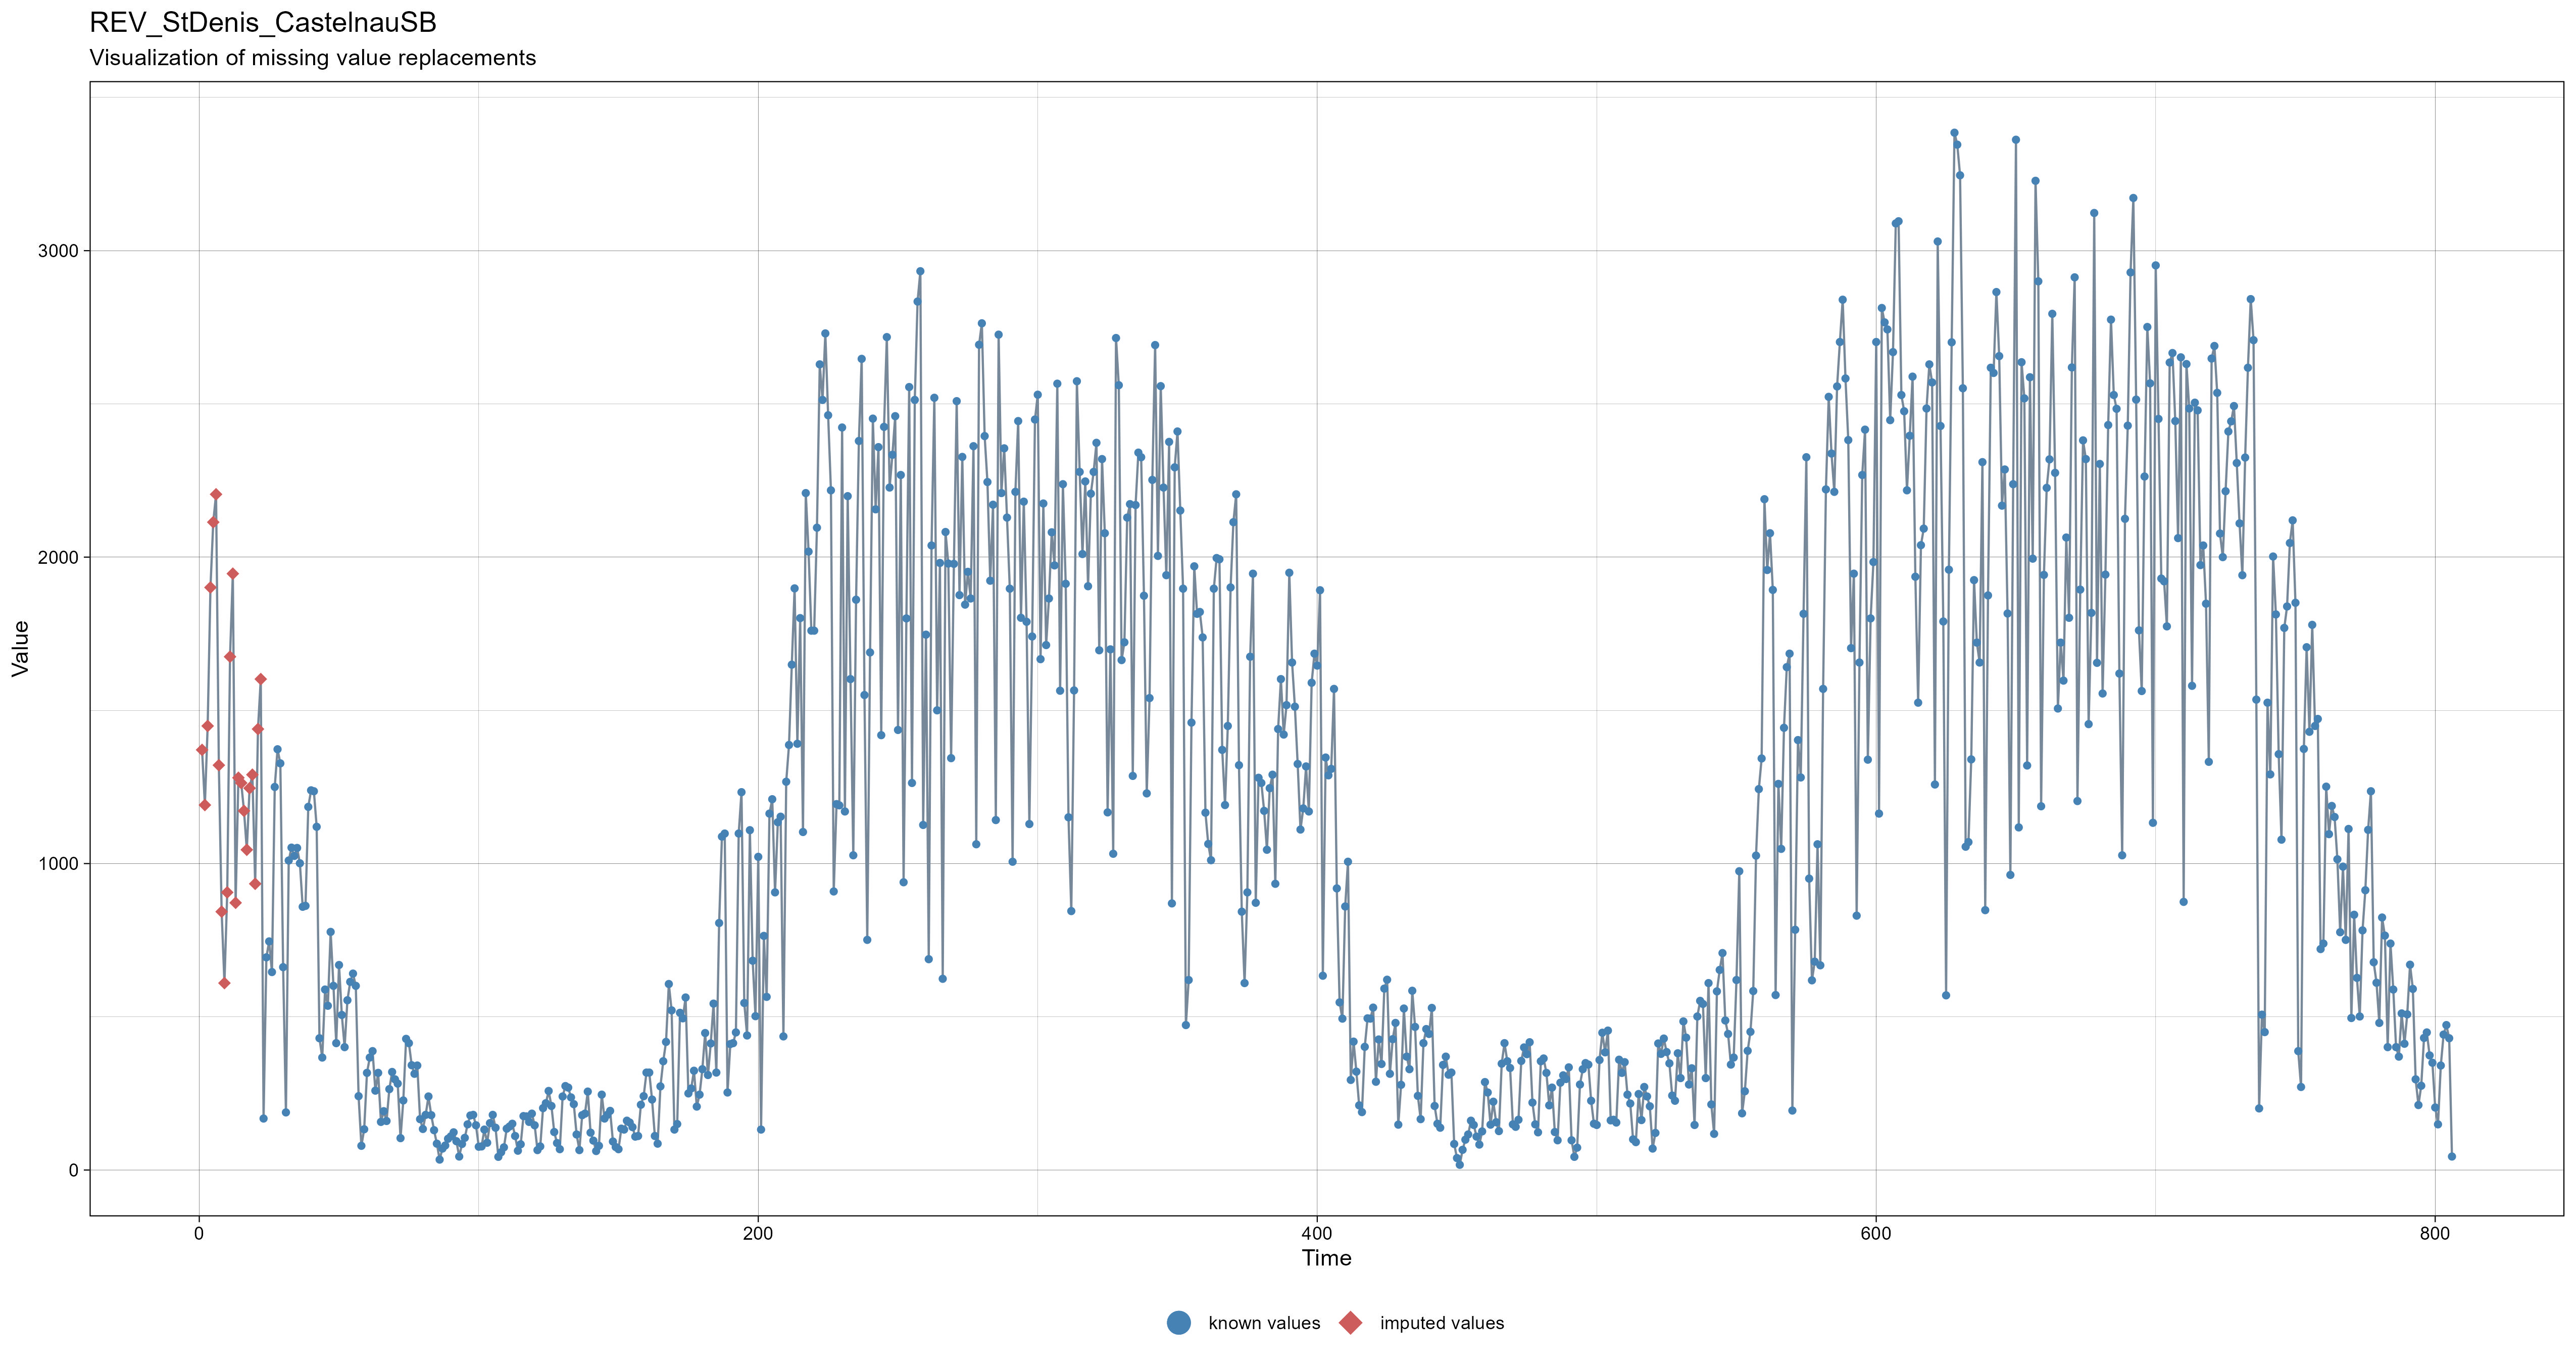 REV_StDenis_CastelnauSB
Visualization of missing value replacements
Value
3000
2000
1000
0
0
200
400
600
800
Time
known values
imputed values